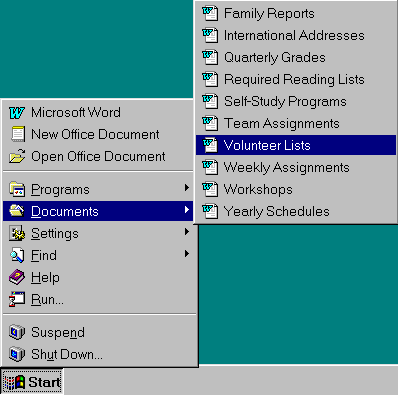 Family Reports
International Addresses
Quarterly Grades
Required Reading Lists
Self-Study Programs
Team Assignments
Volunteer Lists
Weekly Assignments
Workshops
Yearly Schedules
Microsoft Word
New Office Document
Open Office Document
Programs
Documents
Settings
Find
Help
Run...
Suspend
Shut Down...
Start